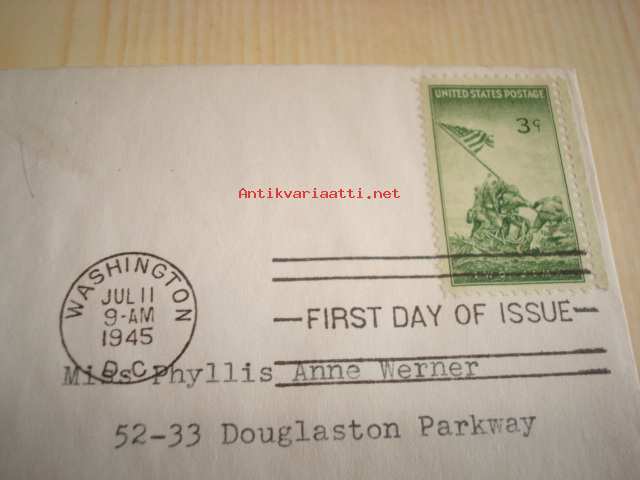 UNITED STATES POSTAGE
3¢
Antikvariaatti.net
WASHINGTON
JUL 11
9-AM
1945
D.C.
FIRST DAY OF ISSUE
Miss Phyllis Anne Werner
52-33 Douglaston Parkway